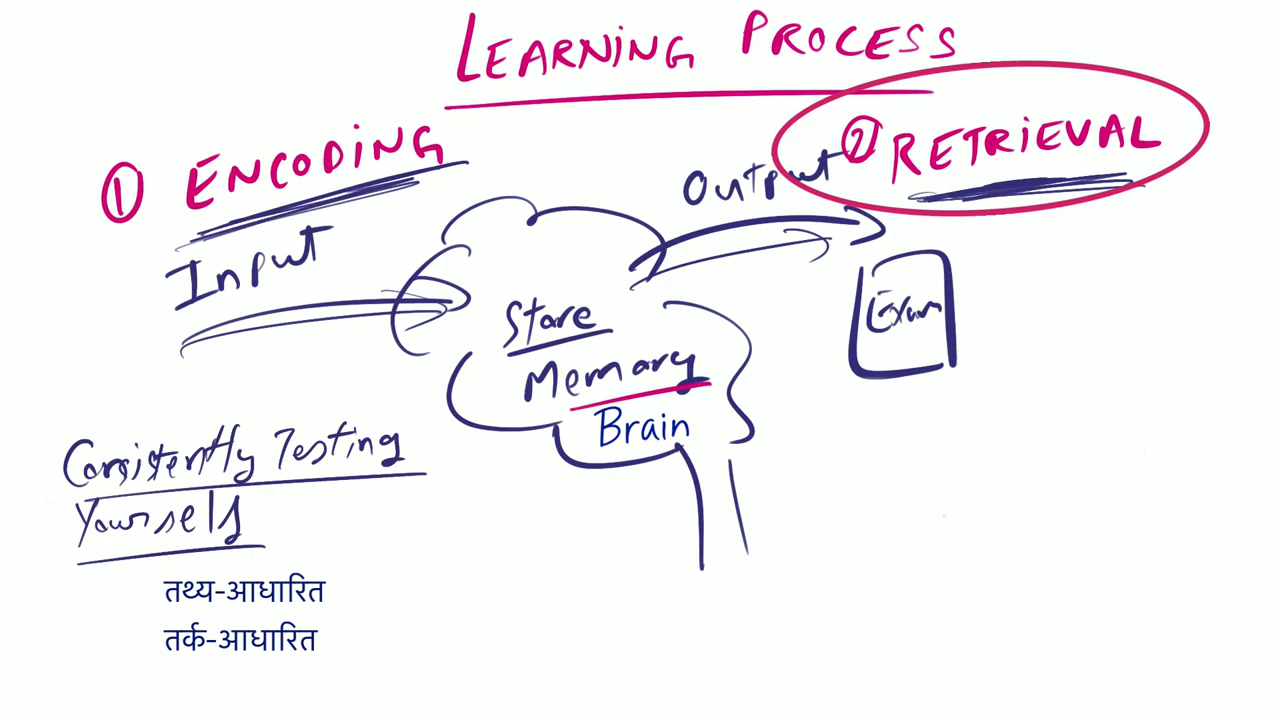 LEARNING PROCESS
① ENCODING
② RETRIEVAL
Input
Output
Store
Memory
Brain
Exam
Consistently Testing
Yourself
तथ्य-आधारित
तर्क-आधारित